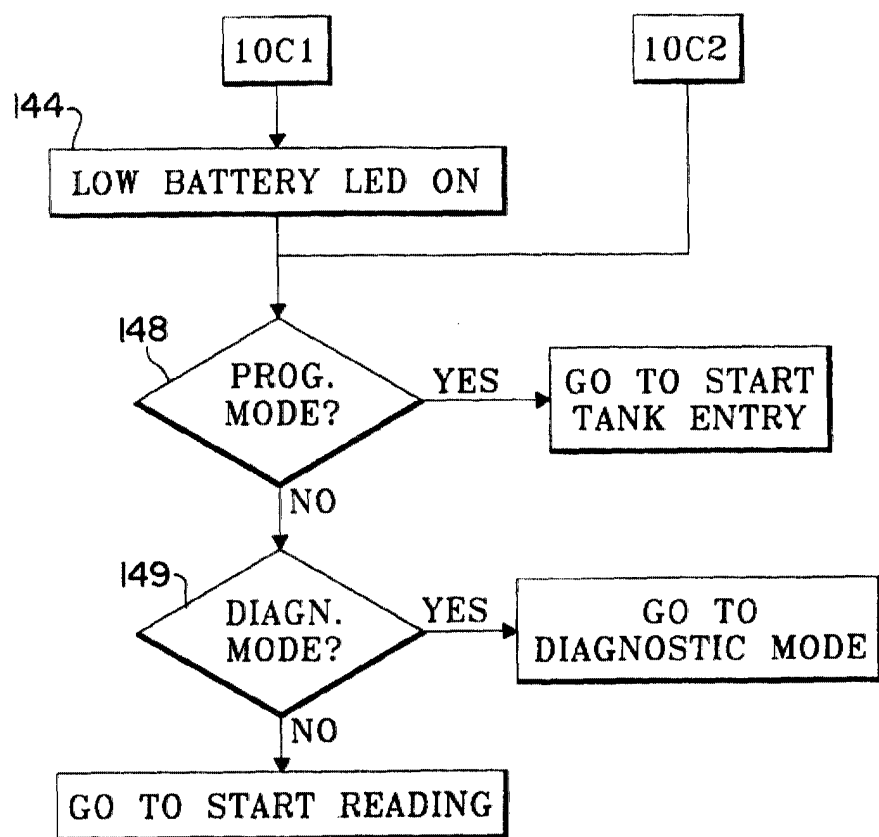 10C1
10C2
144
LOW BATTERY LED ON
148
PROG.
MODE?
YES
GO TO START
TANK ENTRY
NO
149
DIAGN.
MODE?
YES
GO TO
DIAGNOSTIC MODE
NO
GO TO START READING